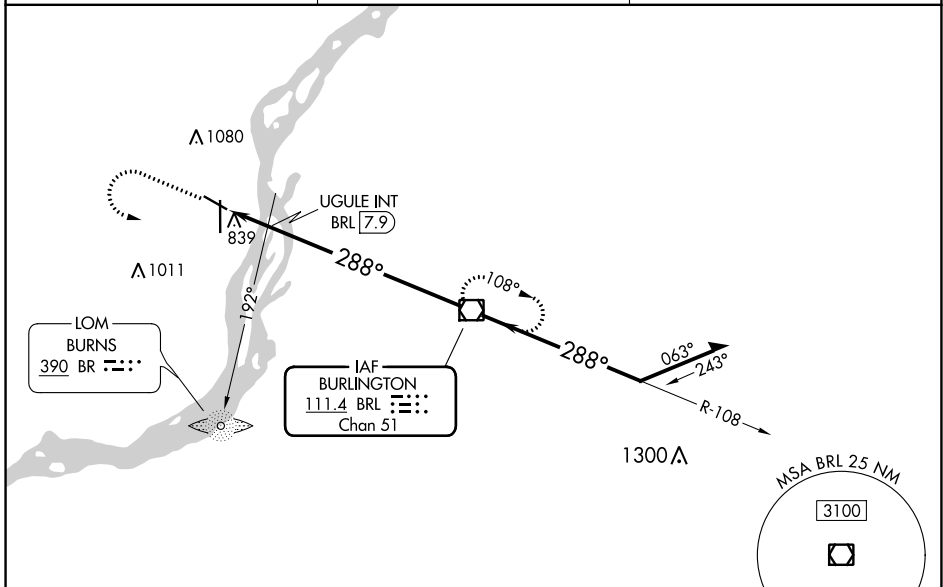 1080
UGULE INT
BRL 7.9
839
288°
1011
192°
108°
LOM
BURNS
390 BR
IAF
BURLINGTON
111.4 BRL
Chan 51
288°
063°
243°
R-108
1300
MSA BRL 25 NM
3100